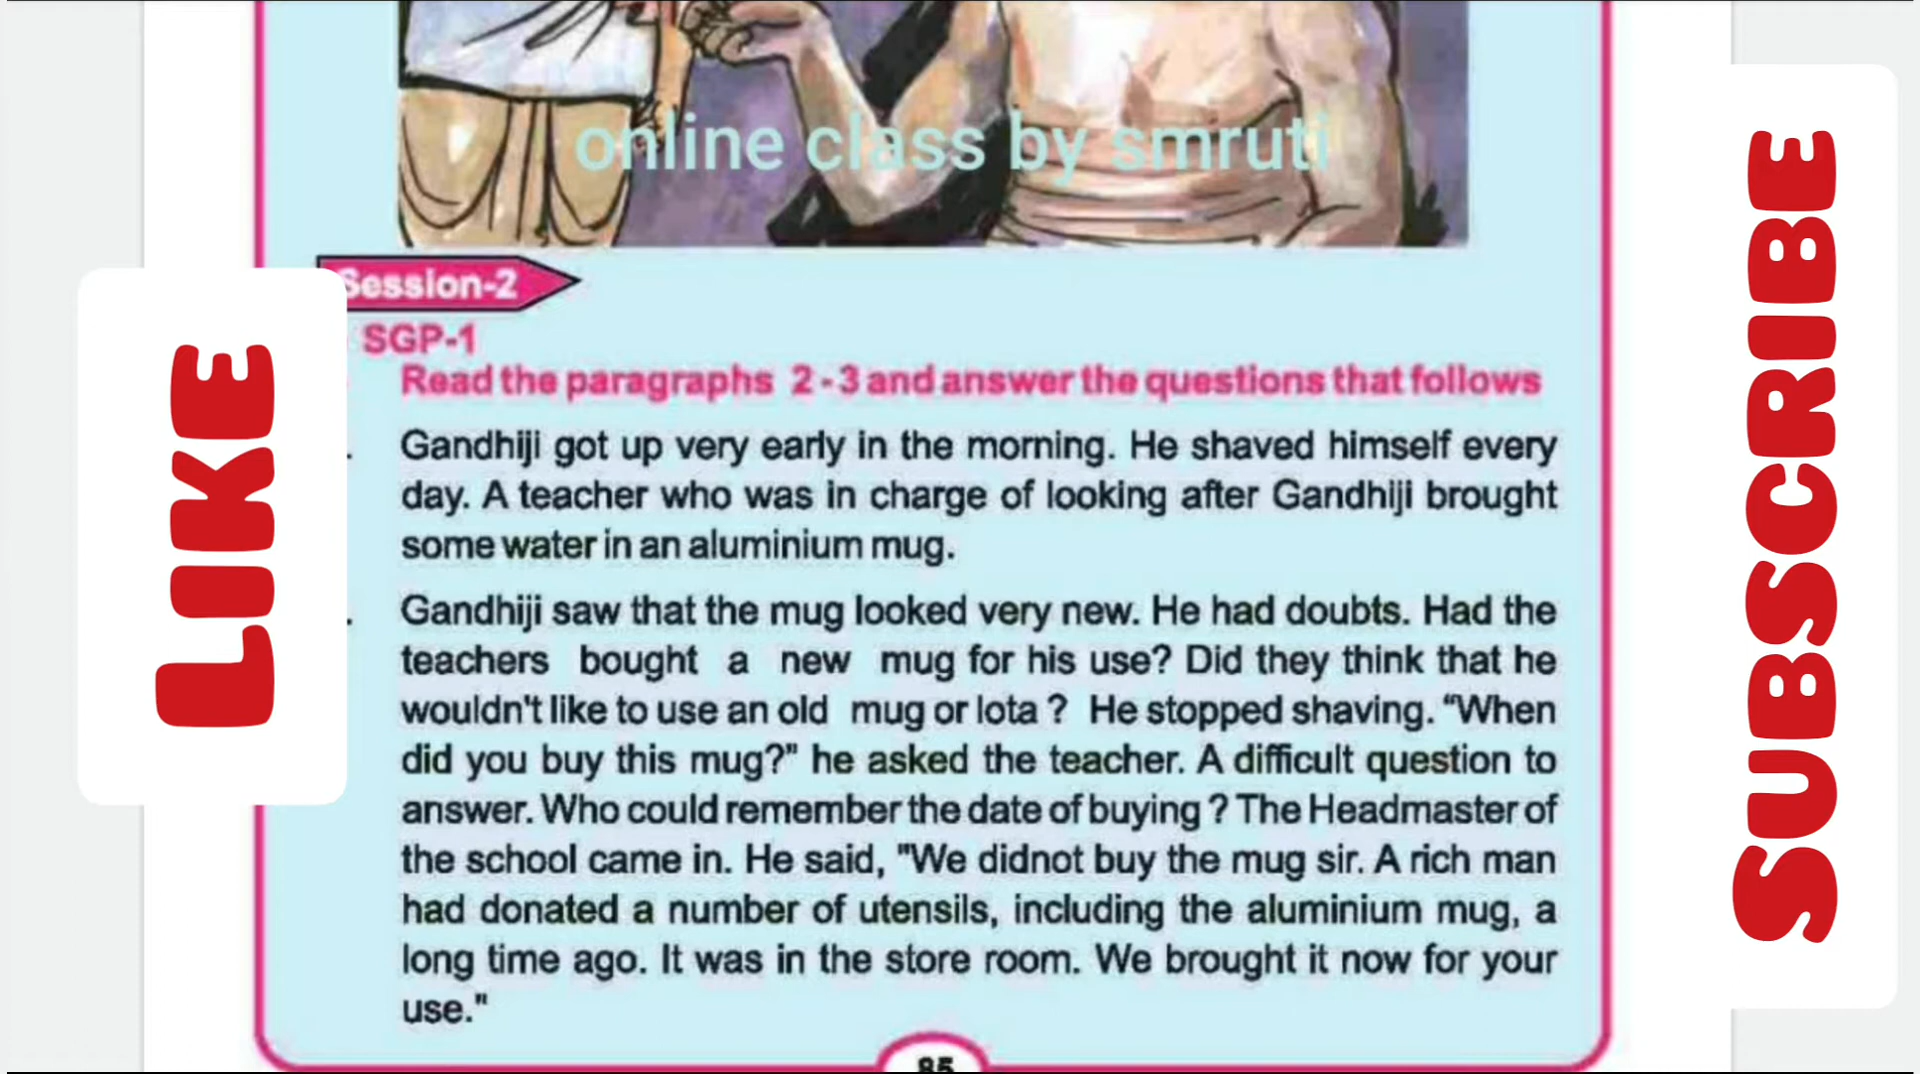 online class by smruti
Session-2
SGP-1
Read the paragraphs 2 - 3 and answer the questions that follows
Gandhiji got up very early in the morning. He shaved himself every
day. A teacher who was in charge of looking after Gandhiji brought
some water in an aluminium mug.
Gandhiji saw that the mug looked very new. He had doubts. Had the
teachers bought a new mug for his use? Did they think that he
wouldn't like to use an old mug or lota ? He stopped shaving. “When
did you buy this mug?" he asked the teacher. A difficult question to
answer. Who could remember the date of buying ? The Headmaster of
the school came in. He said, "We didnot buy the mug sir. A rich man
had donated a number of utensils, including the aluminium mug, a
long time ago. It was in the store room. We brought it now for your
use."
85
LIKE
SUBSCRIBE